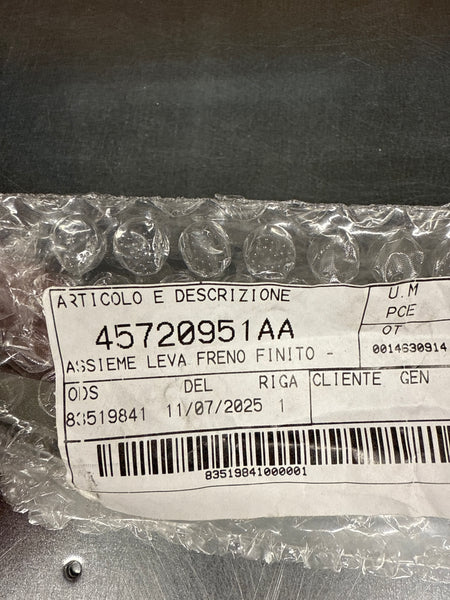 ARTICOLO E DESCRIZIONE
U.M
45720951AA
PCE
ASSIEME LEVA FRENO FINITO -
OT
0014630914
ODS DEL RIGA CLIENTE GEN
83519841 11/07/2025 1
83519841000001